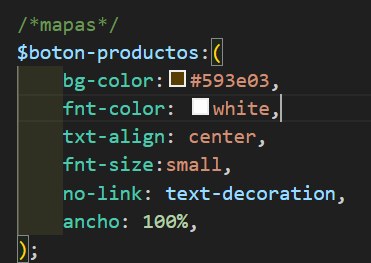 /*mapas*/
$boton-productos:(
bg-color:#593e03,
fnt-color: white,
txt-align: center,
fnt-size:small,
no-link: text-decoration,
ancho: 100%,
);